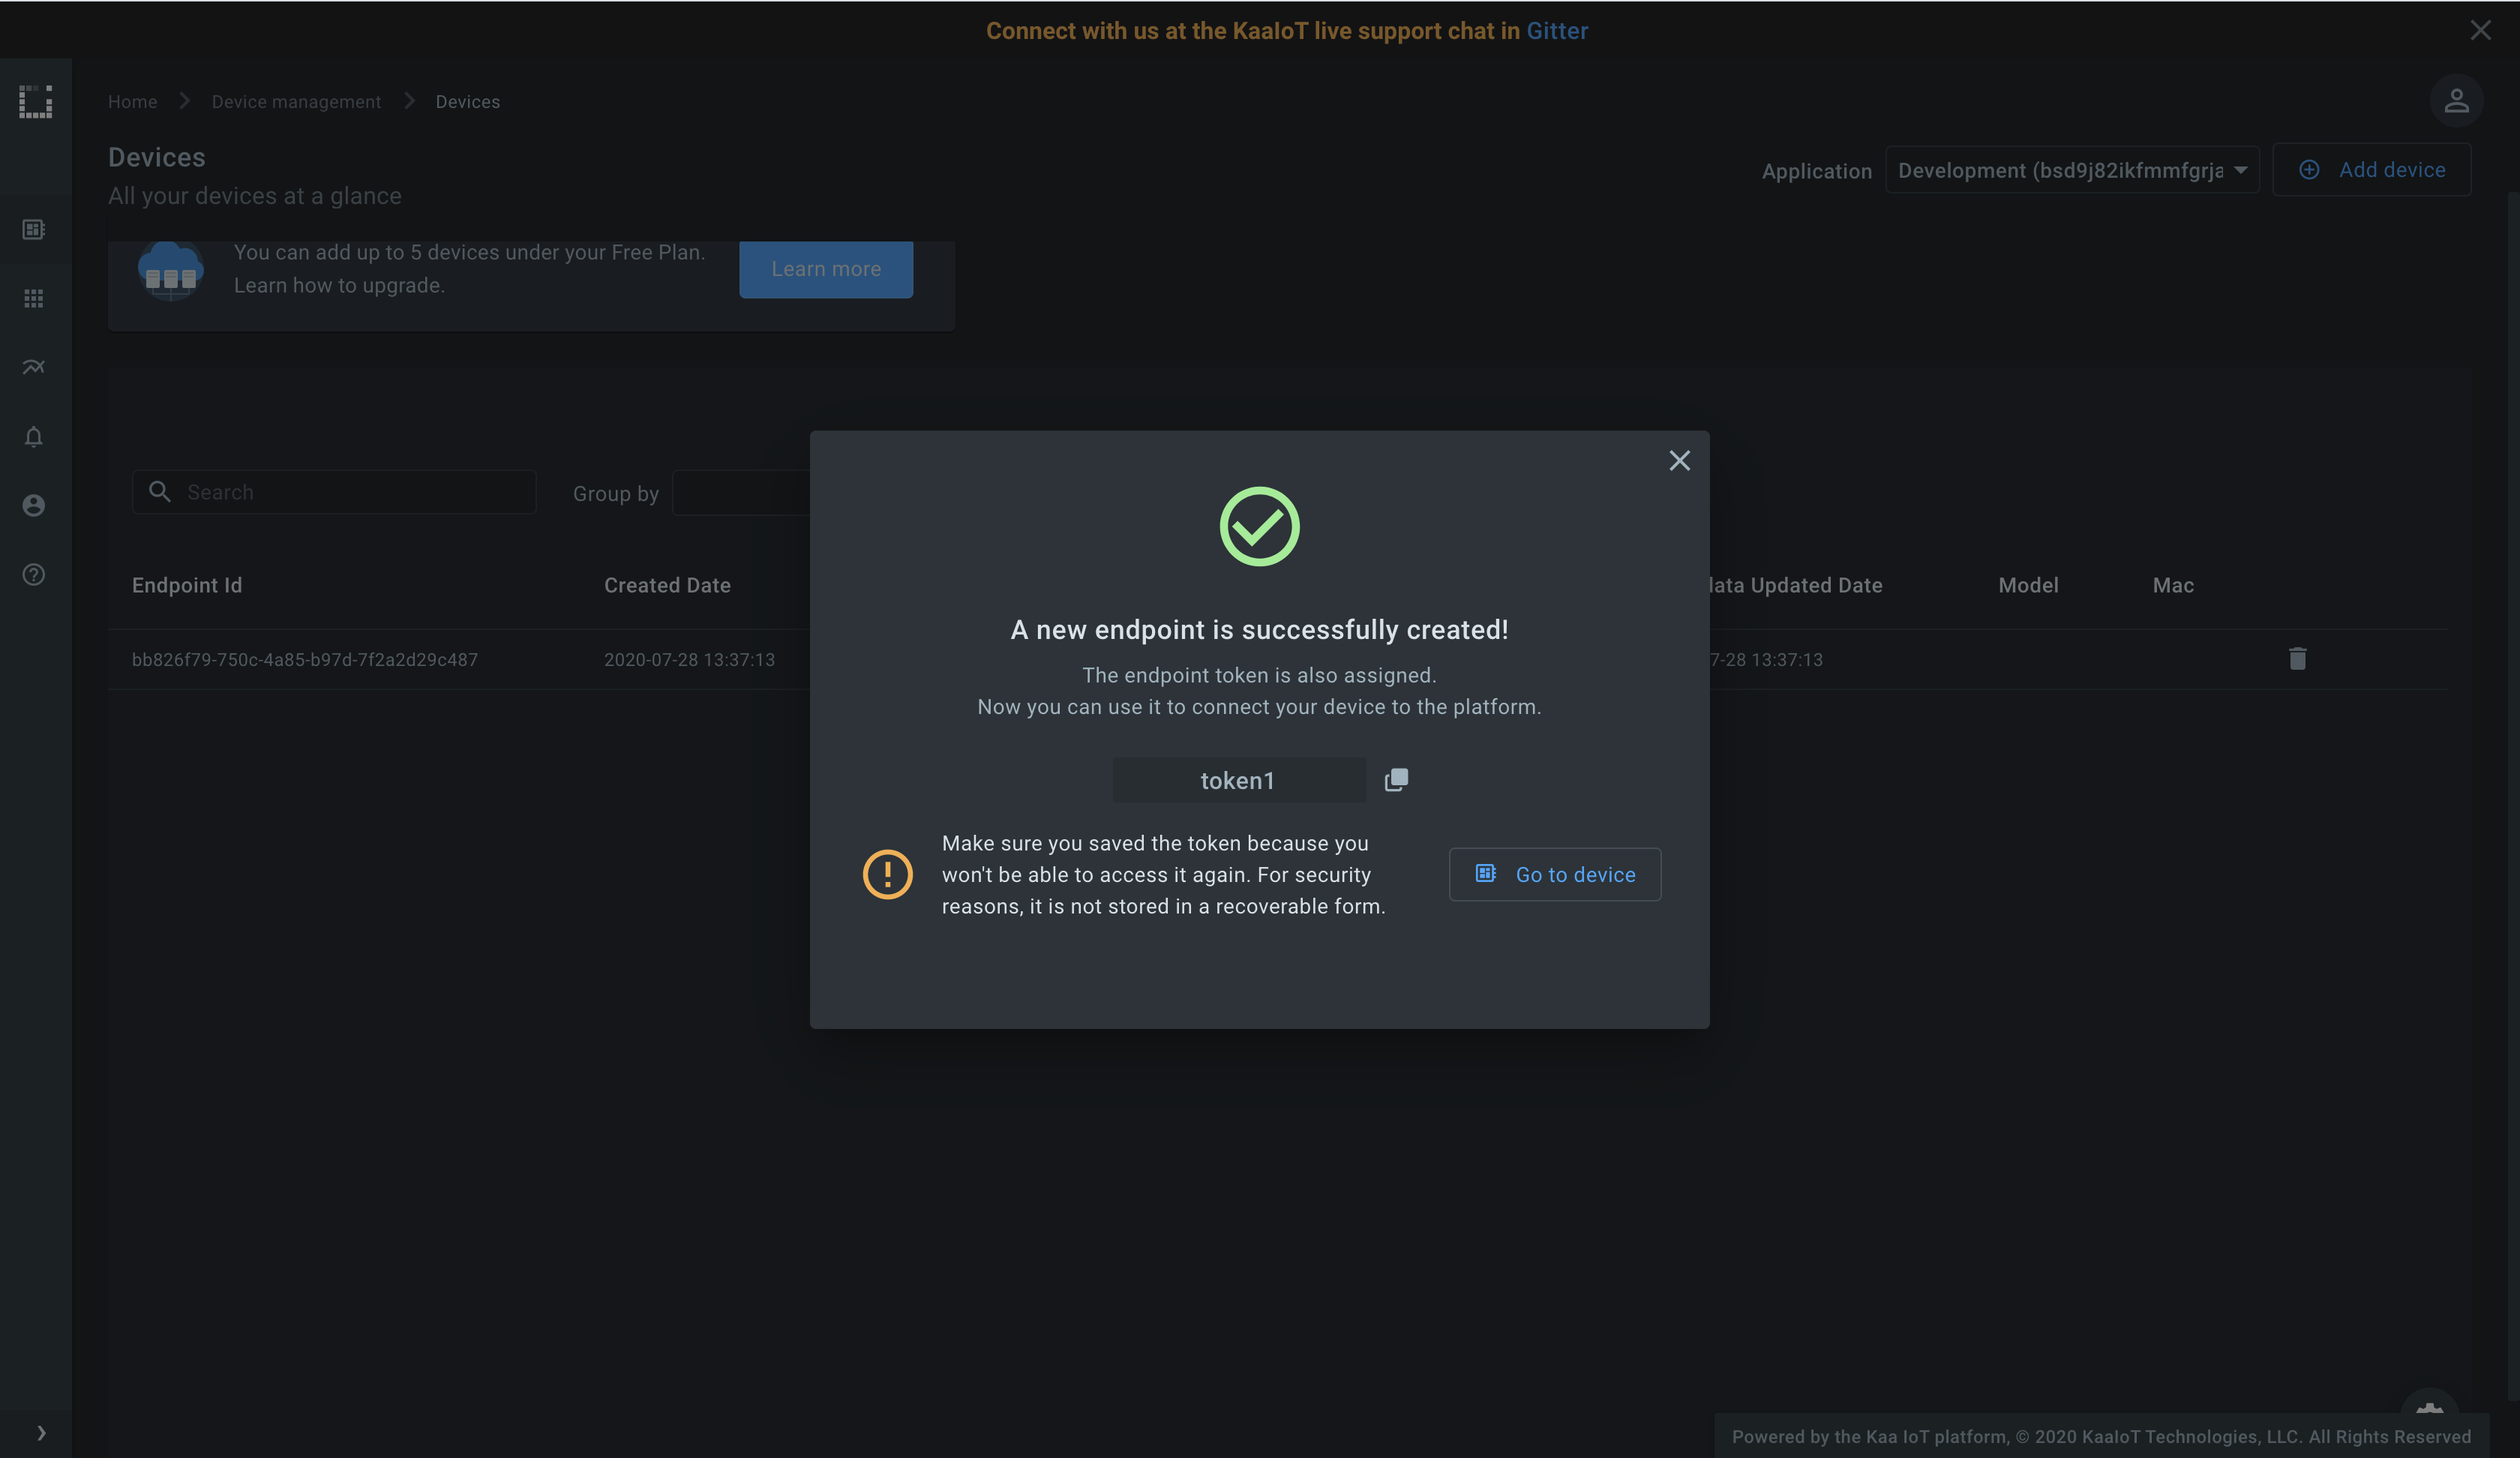 Connect with us at the KaaIoT live support chat in Gitter
Home
Device management
Devices
Devices
All your devices at a glance
Application
Development (bsd9j82ikfmmfgrja
Add device
You can add up to 5 devices under your Free Plan.
Learn how to upgrade.
Learn more
Search
Group by
Endpoint Id
Created Date
data Updated Date
Model
Mac
bb826f79-750c-4a85-b97d-7f2a2d29c487
2020-07-28 13:37:13
7-28 13:37:13
A new endpoint is successfully created!
The endpoint token is also assigned.
Now you can use it to connect your device to the platform.
token1
Make sure you saved the token because you
won't be able to access it again. For security
reasons, it is not stored in a recoverable form.
Go to device
Powered by the Kaa IoT platform, © 2020 KaaIoT Technologies, LLC. All Rights Reserved